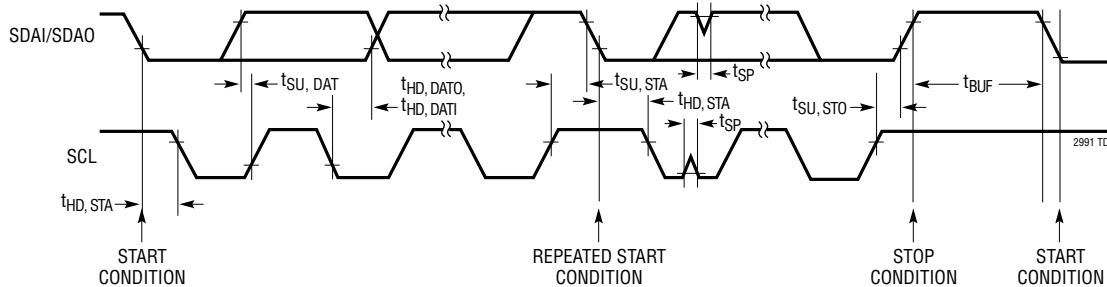 SDAI/SDAO
tSU, DAT
tHD, DATO,
tHD, DATI
tSU, STA
tHD, STA
tSP
tSP
tSU, STO
tBUF
SCL
2991 TD
tHD, STA
START
CONDITION
REPEATED START
CONDITION
STOP
CONDITION
START
CONDITION